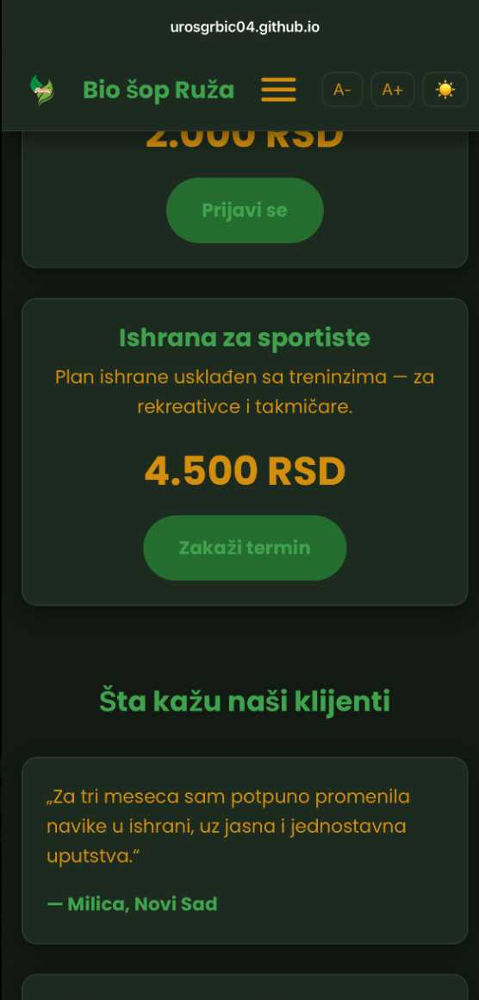 urosgrbic04.github.io
Bio šop Ruža
A-
A+
2.000 RSD
Prijavi se
Ishrana za sportiste
Plan ishrane usklađen sa treninzima — za
rekreativce i takmičare.
4.500 RSD
Zakaži termin
Šta kažu naši klijenti
„Za tri meseca sam potpuno promenila
navike u ishrani, uz jasna i jednostavna
uputstva.“
— Milica, Novi Sad